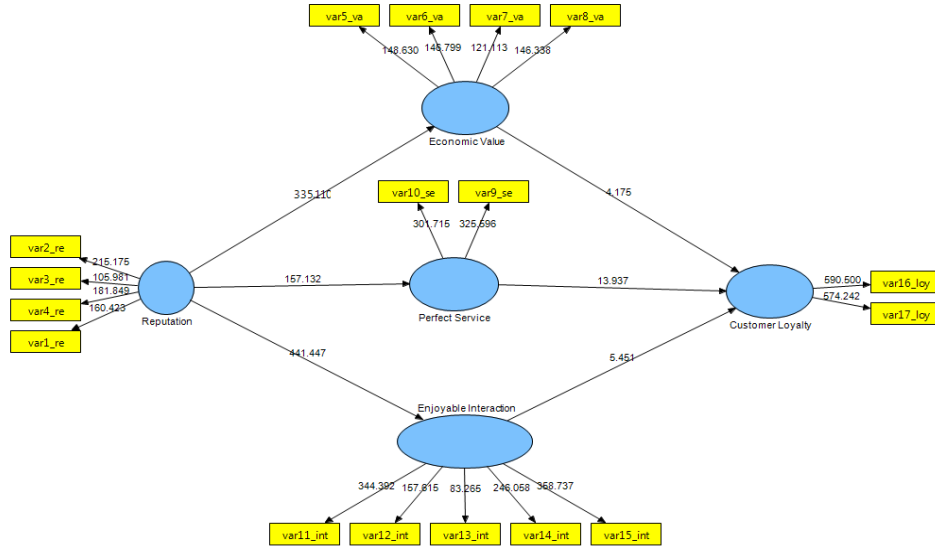 var5_va var6_va var7_va var8_va
148.630 146.799 121.113 146.338
Economic Value
335.110
4.175
var10_se var9_se
301.715 325.596
var2_re
215.175
var3_re
105.981
var4_re
181.849
var1_re
160.423
Reputation
157.132
Perfect Service
13.937
Customer Loyalty
590.500
var16_loy
574.242
var17_loy
441.447
5.451
Enjoyable Interaction
344.392 157.615 83.265 246.058 368.737
var11_int var12_int var13_int var14_int var15_int